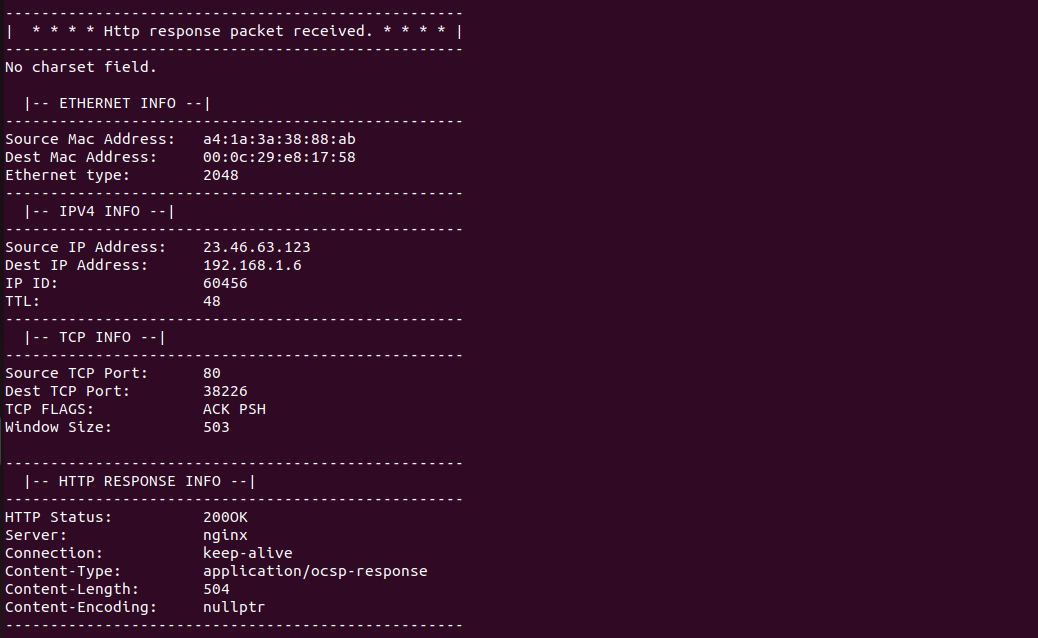 ---------------------------------------------------
|  * * * * Http response packet received. * * * * |
---------------------------------------------------
No charset field.

  |-- ETHERNET INFO --|
---------------------------------------------------
Source Mac Address:   a4:1a:3a:38:88:ab
Dest Mac Address:     00:0c:29:e8:17:58
Ethernet type:        2048
---------------------------------------------------
  |-- IPV4 INFO --|
---------------------------------------------------
Source IP Address:    23.46.63.123
Dest IP Address:      192.168.1.6
IP ID:                60456
TTL:                  48
---------------------------------------------------
  |-- TCP INFO --|
---------------------------------------------------
Source TCP Port:      80
Dest TCP Port:        38226
TCP FLAGS:            ACK PSH
Window Size:          503

---------------------------------------------------
  |-- HTTP RESPONSE INFO --|
---------------------------------------------------
HTTP Status:          200OK
Server:               nginx
Connection:           keep-alive
Content-Type:         application/ocsp-response
Content-Length:       504
Content-Encoding:     nullptr
---------------------------------------------------